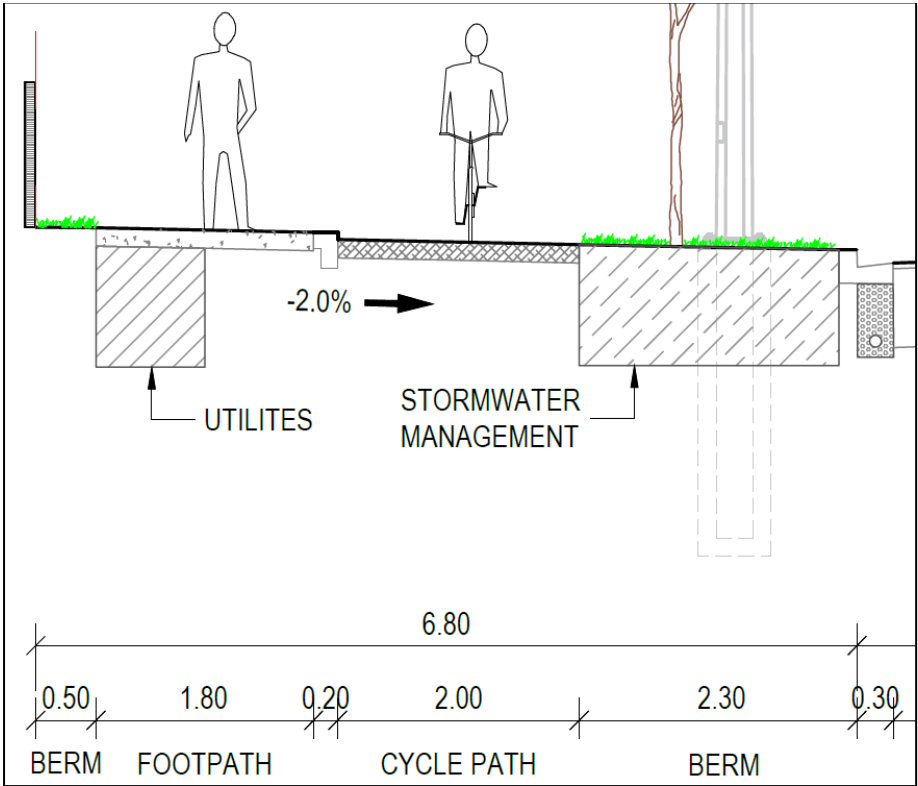 -2.0%
UTILITES
STORMWATER
MANAGEMENT
6.80
0.50 1.80 0.20 2.00 2.30 0.30
BERM FOOTPATH CYCLE PATH BERM